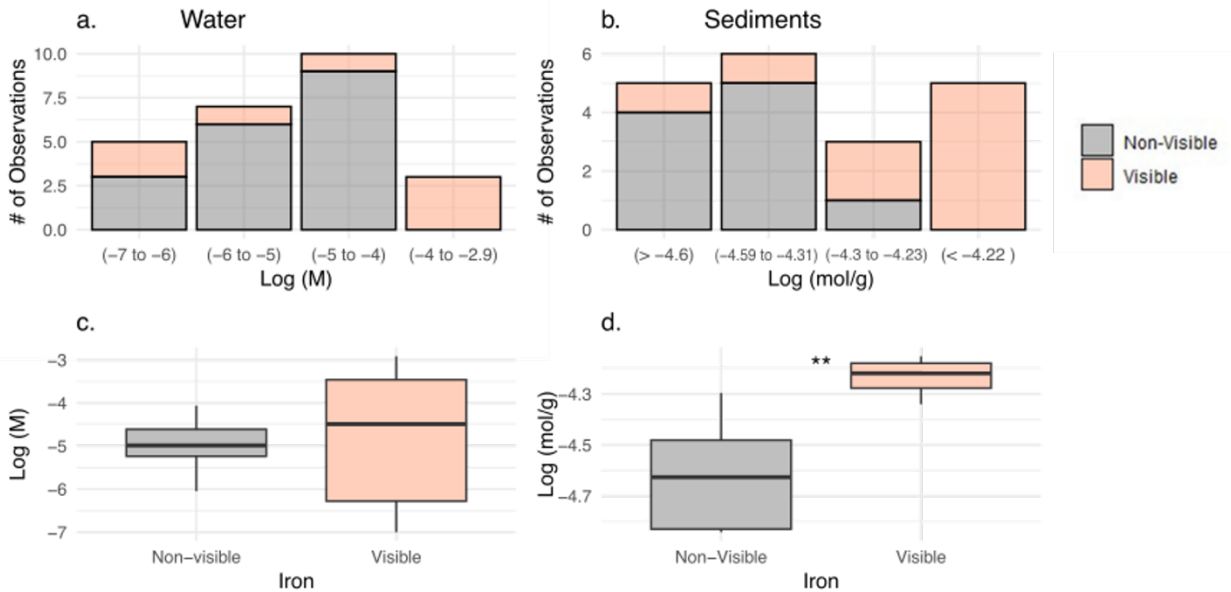 a. Water
# of Observations
10.0
7.5
5.0
2.5
0.0
(−7 to −6) (−6 to −5) (−5 to −4) (−4 to −2.9)
Log (M)
b. Sediments
# of Observations
6
4
2
0
(> −4.6) (−4.59 to −4.31) (−4.3 to −4.23) (< −4.22 )
Log (mol/g)
Non-Visible
Visible
c.
Log (M)
−3
−4
−5
−6
−7
Non−visible Visible
Iron
d.
Log (mol/g)
**
−4.3
−4.5
−4.7
Non−Visible Visible
Iron